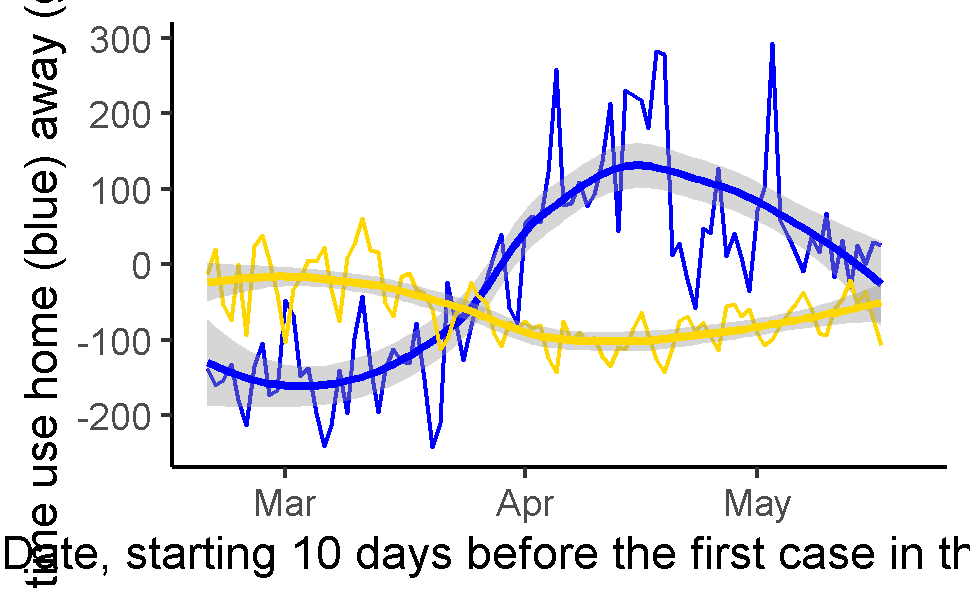 time use home (blue) away (
300
200
100
0
-100
-200
Mar Apr May
Date, starting 10 days before the first case in th